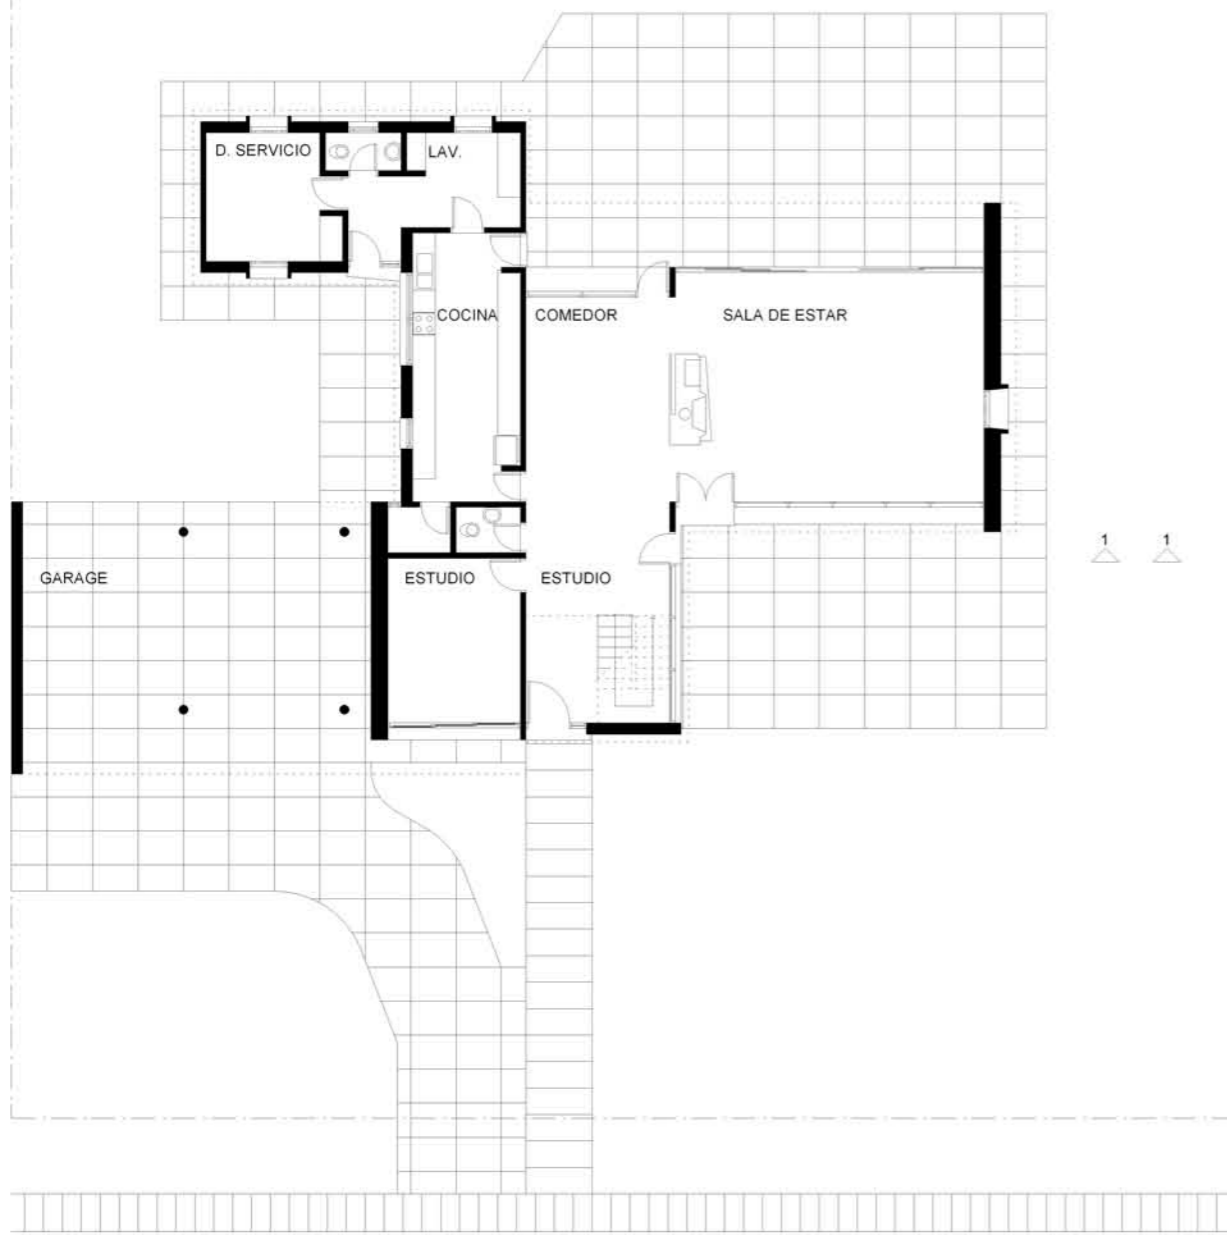 D. SERVICIO
LAV.
COCINA
COMEDOR
SALA DE ESTAR
1
1
GARAGE
ESTUDIO
ESTUDIO